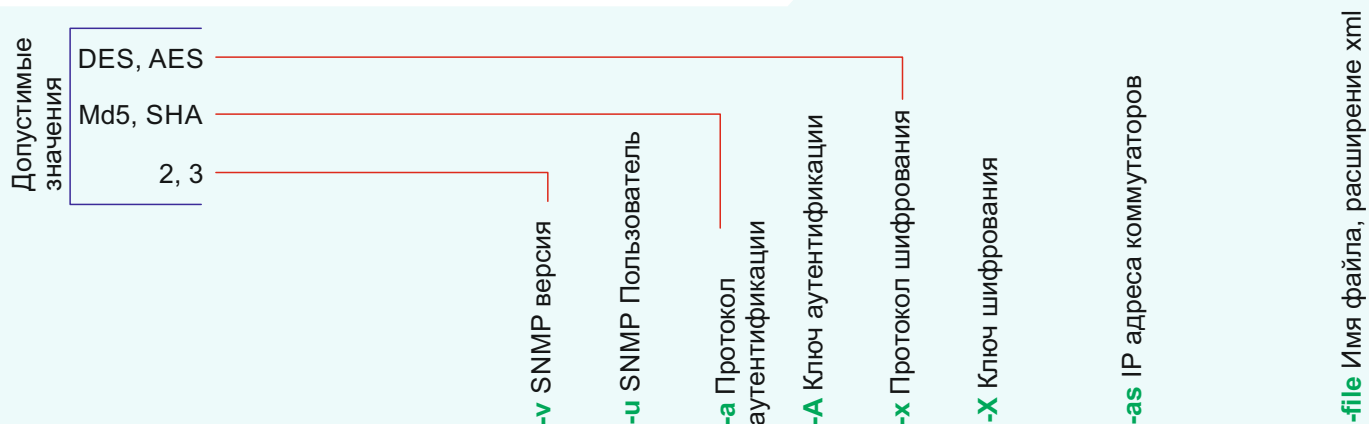 Допустимые
значения
DES, AES
Md5, SHA
2, 3
-v SNMP версия
-u SNMP Пользователь
-a Протокол
аутентификации
-A Ключ аутентификации
-x Протокол шифрования
-X Ключ шифрования
-as IP адреса коммутаторов
-file Имя файла, расширение xml